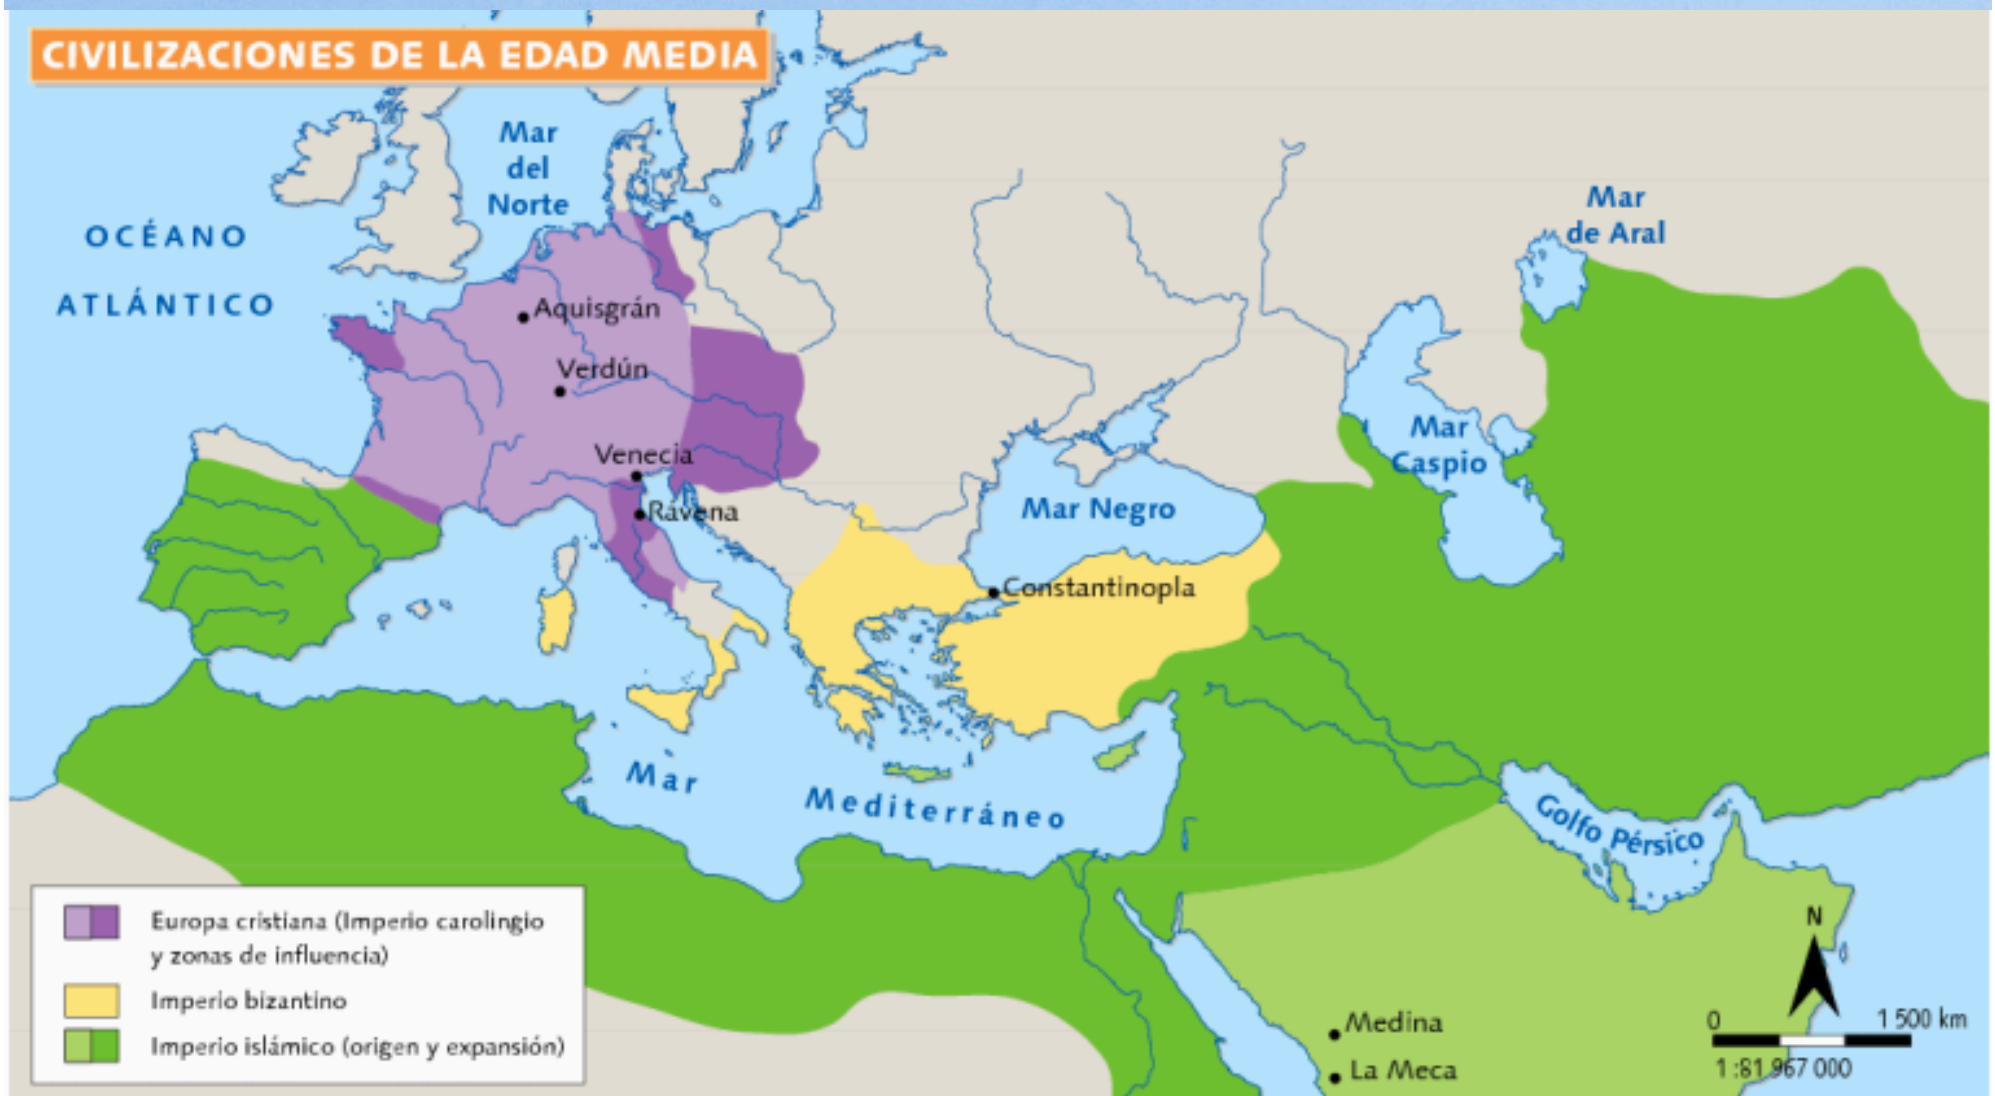 CIVILIZACIONES DE LA EDAD MEDIA
Mar
del
Norte
OCÉANO
ATLÁNTICO
Mar
de Aral
Aquisgrán
Verdún
Venecia
Rávena
Mar
Caspio
Mar Negro
Constantinopla
Mar Mediterráneo
Golfo Pérsico
Europa cristiana (Imperio carolingio
y zonas de influencia)
Imperio bizantino
Imperio islámico (origen y expansión)
Medina
La Meca
N
0 1 500 km
1 :81 967 000